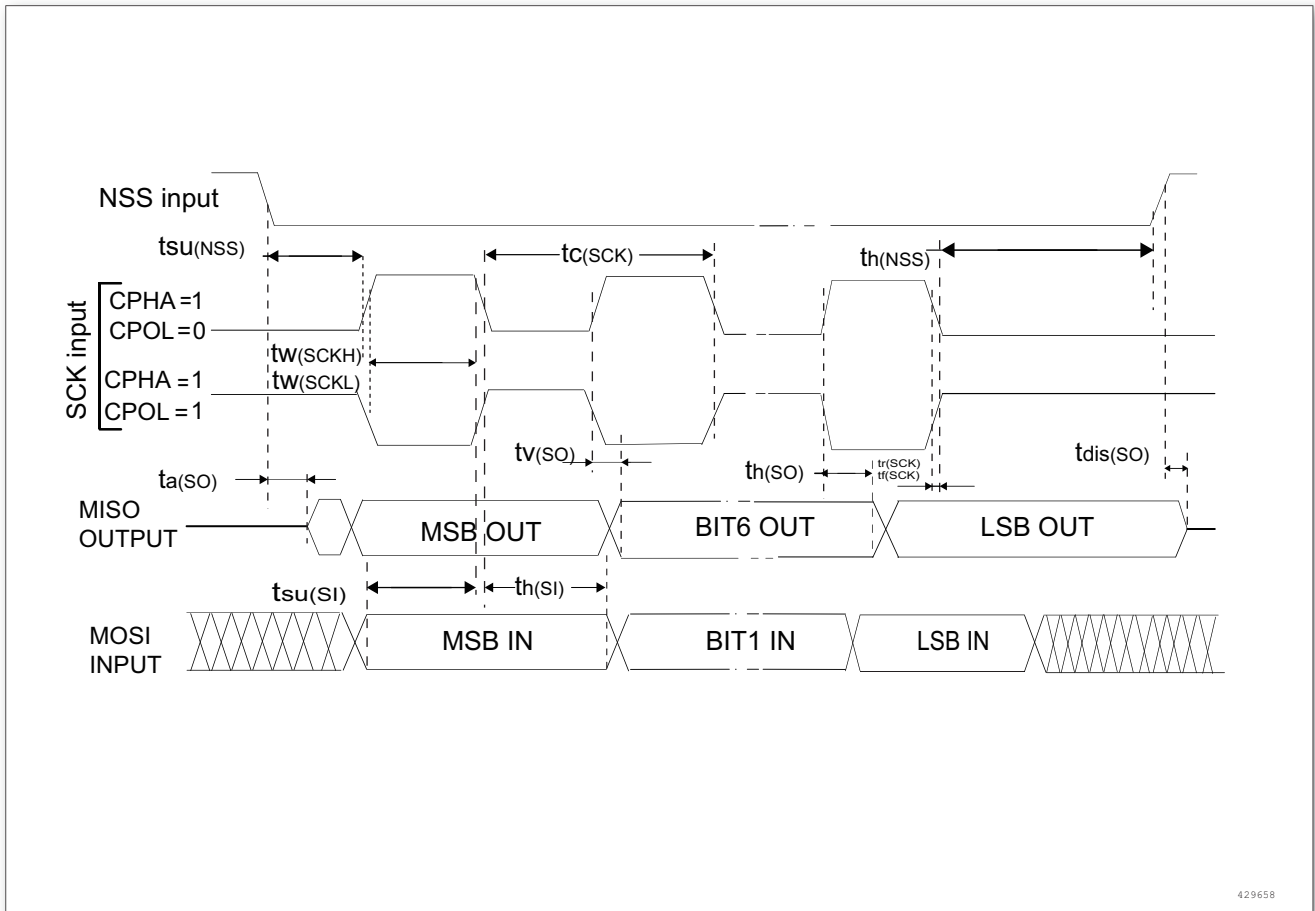 NSS input
tsu(NSS)
tc(SCK)
th(NSS)
SCK input
CPHA =1
CPOL =0
tw(SCKH)
CPHA =1
tw(SCKL)
CPOL = 1
tv(SO)
th(SO)
tr(SCK)
tf(SCK)
tdis(SO)
ta(SO)
MISO
OUTPUT
MSB OUT
BIT6 OUT
LSB OUT
tsu(SI)
th(SI)
MOSI
INPUT
MSB IN
BIT1 IN
LSB IN
429658